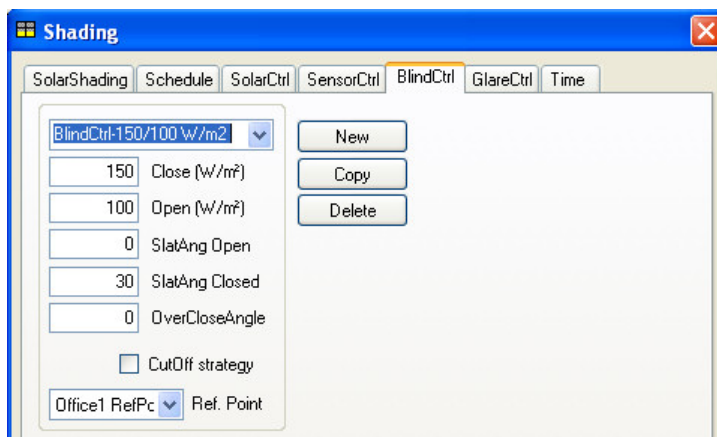 Shading
SolarShading Schedule SolarCtrl SensorCtrl BlindCtrl GlareCtrl Time
BlindCtrl-150/100 W/m2 New
150 Close (W/m²) Copy
100 Open (W/m²) Delete
0 SlatAng Open
30 SlatAng Closed
0 OverCloseAngle
CutOff strategy
Office1 RefPc Ref. Point